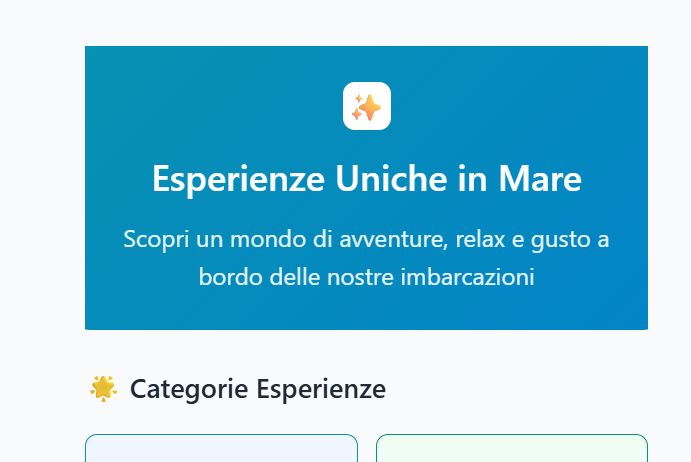 Esperienze Uniche in Mare
Scopri un mondo di avventure, relax e gusto a
bordo delle nostre imbarcazioni
Categorie Esperienze